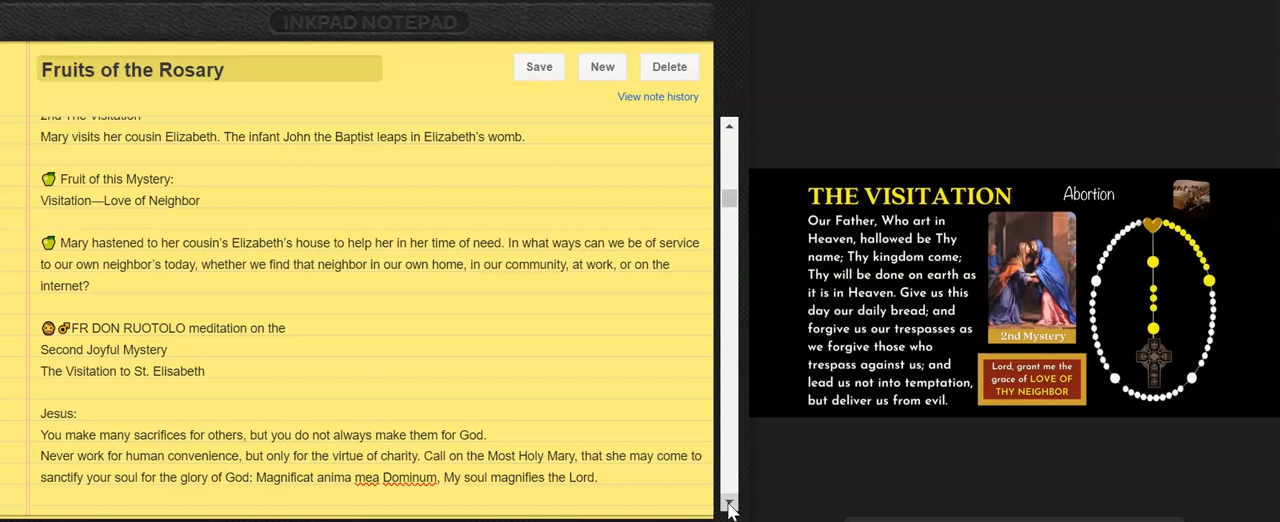 INKPAD NOTEPAD
Fruits of the Rosary
Save
New
Delete
View note history
2nd The Visitation
Mary visits her cousin Elizabeth. The infant John the Baptist leaps in Elizabeth's womb.
🍏 Fruit of this Mystery:
Visitation—Love of Neighbor
🍏 Mary hastened to her cousin's Elizabeth's house to help her in her time of need. In what ways can we be of service
to our own neighbor's today, whether we find that neighbor in our own home, in our community, at work, or on the
internet?
FR DON RUOTOLO meditation on the
Second Joyful Mystery
The Visitation to St. Elisabeth
Jesus:
You make many sacrifices for others, but you do not always make them for God.
Never work for human convenience, but only for the virtue of charity. Call on the Most Holy Mary, that she may come to
sanctify your soul for the glory of God: Magnificat anima mea Dominum, My soul magnifies the Lord.
THE VISITATION
Abortion
Our Father, Who art in
Heaven, hallowed be Thy
name; Thy kingdom come;
Thy will be done on earth as
it is in Heaven. Give us this
day our daily bread; and
forgive us our trespasses as
we forgive those who
trespass against us; and
lead us not into temptation,
but deliver us from evil.
2nd Mystery
Lord, grant me the
grace of LOVE OF
THY NEIGHBOR